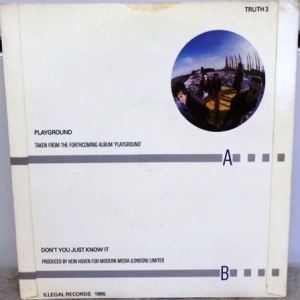 TRUTH 3
PLAYGROUND
TAKEN FROM THE FORTHCOMING ALBUM 'PLAYGROUND'
A
DON'T YOU JUST KNOW IT
PRODUCED BY HEIN HOVEN FOR MODERN MEDIA (LONDON) LIMITED
B
ILLEGAL RECORDS 1985